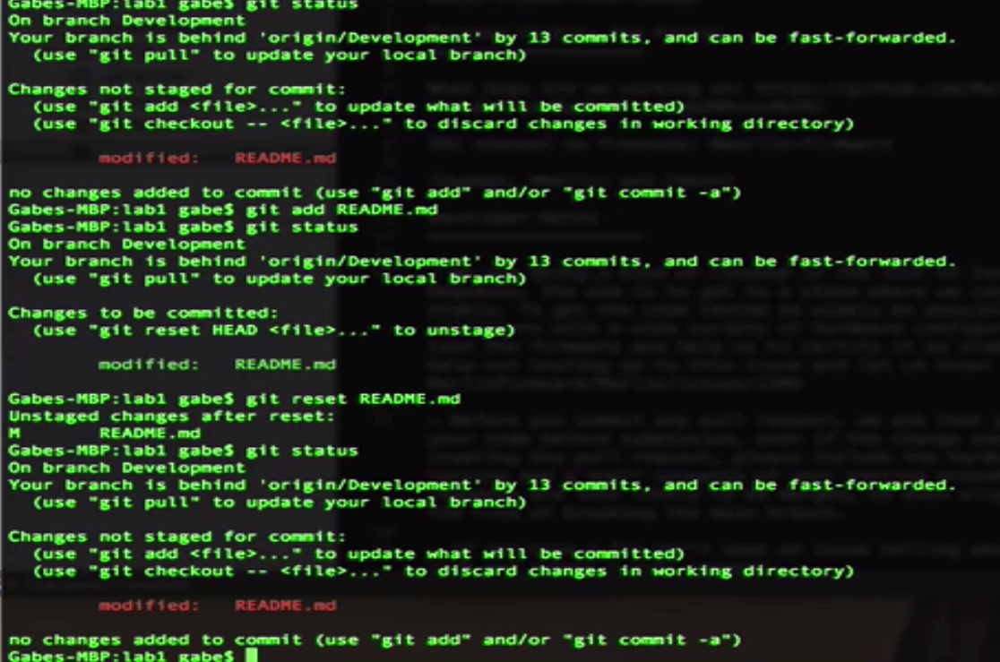 Gabes-MBP:lab1 gabe$ git status
On branch Development
Your branch is behind 'origin/Development' by 13 commits, and can be fast-forwarded.
  (use "git pull" to update your local branch)
Changes not staged for commit:
  (use "git add <file>..." to update what will be committed)
  (use "git checkout -- <file>..." to discard changes in working directory)
modified:   README.md
no changes added to commit (use "git add" and/or "git commit -a")
Gabes-MBP:lab1 gabe$ git add README.md
Gabes-MBP:lab1 gabe$ git status
On branch Development
Your branch is behind 'origin/Development' by 13 commits, and can be fast-forwarded.
  (use "git pull" to update your local branch)
Changes to be committed:
  (use "git reset HEAD <file>..." to unstage)
modified:   README.md
Gabes-MBP:lab1 gabe$ git reset README.md
Unstaged changes after reset:
M       README.md
Gabes-MBP:lab1 gabe$ git status
On branch Development
Your branch is behind 'origin/Development' by 13 commits, and can be fast-forwarded.
  (use "git pull" to update your local branch)
Changes not staged for commit:
  (use "git add <file>..." to update what will be committed)
  (use "git checkout -- <file>..." to discard changes in working directory)
modified:   README.md
no changes added to commit (use "git add" and/or "git commit -a")
Gabes-MBP:lab1 gabe$